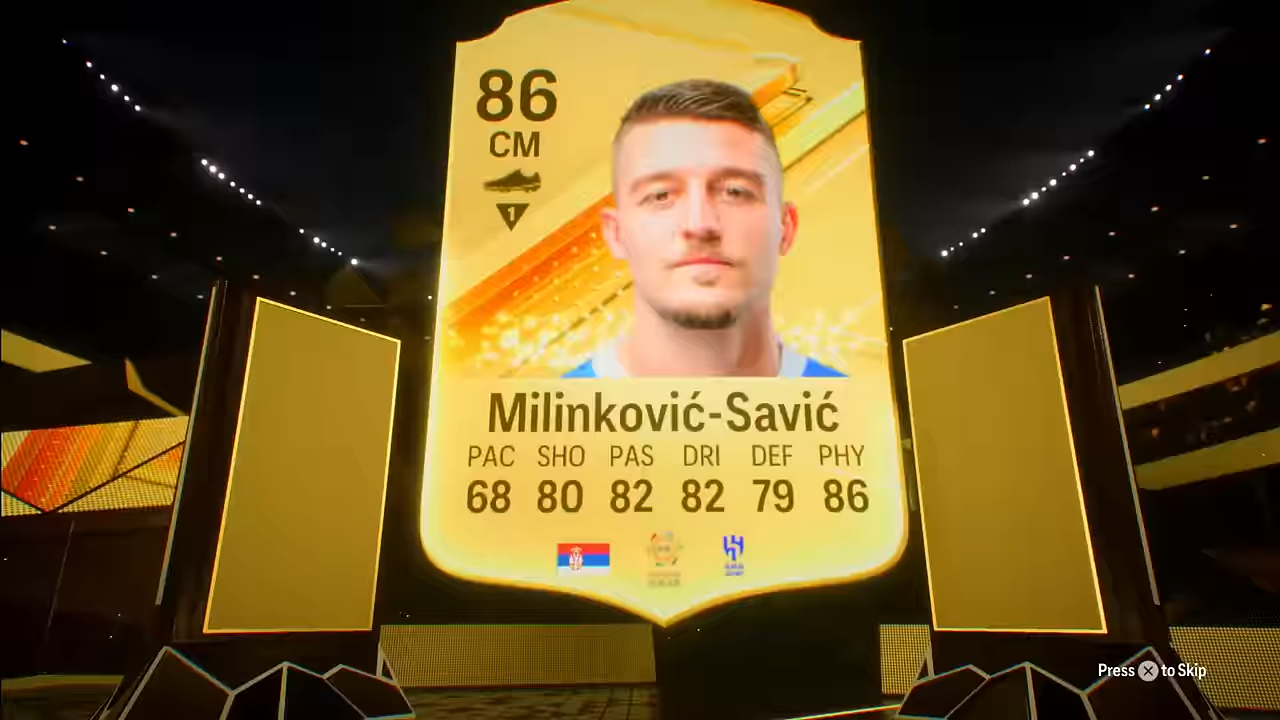 86
CM
1
Milinković-Savić
PAC SHO PAS DRI DEF PHY
68 80 82 82 79 86
Press X to Skip